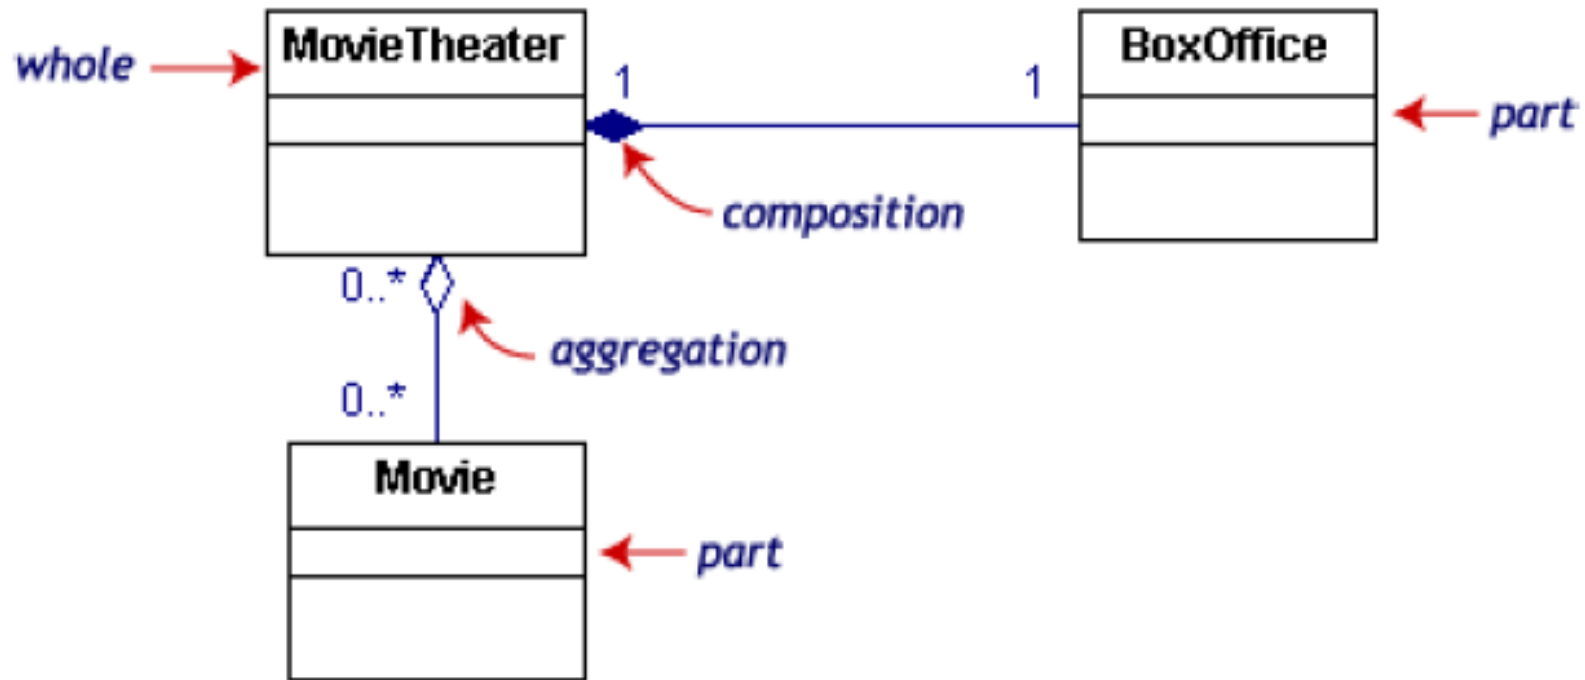 MovieTheater
BoxOffice
whole
1
1
part
composition
0..*
aggregation
0..*
Movie
part